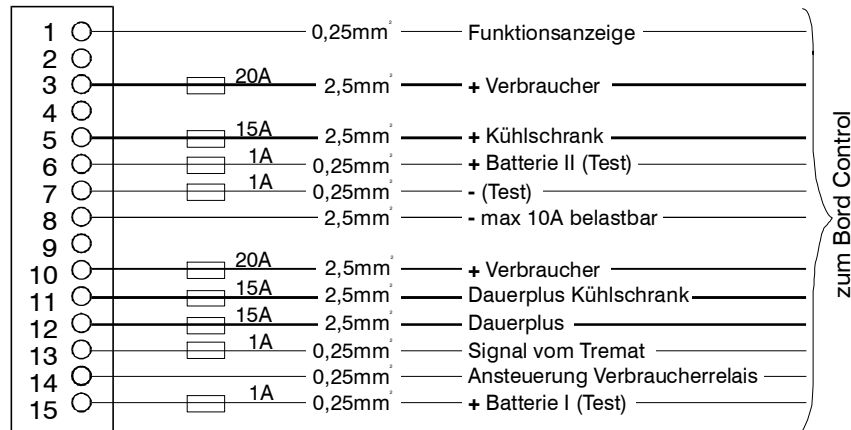 1 0,25mm² Funktionsanzeige
2
3 20A 2,5mm² + Verbraucher
4
5 15A 2,5mm² + Kühlschrank
6 1A 0,25mm² + Batterie II (Test)
7 1A 0,25mm² - (Test)
8 2,5mm² - max 10A belastbar
9
10 20A 2,5mm² + Verbraucher
11 15A 2,5mm² Dauerplus Kühlschrank
12 15A 2,5mm² Dauerplus
13 1A 0,25mm² Signal vom Tremat
14 0,25mm² Ansteuerung Verbraucherrelais
15 1A 0,25mm² + Batterie I (Test)
zum Bord Control